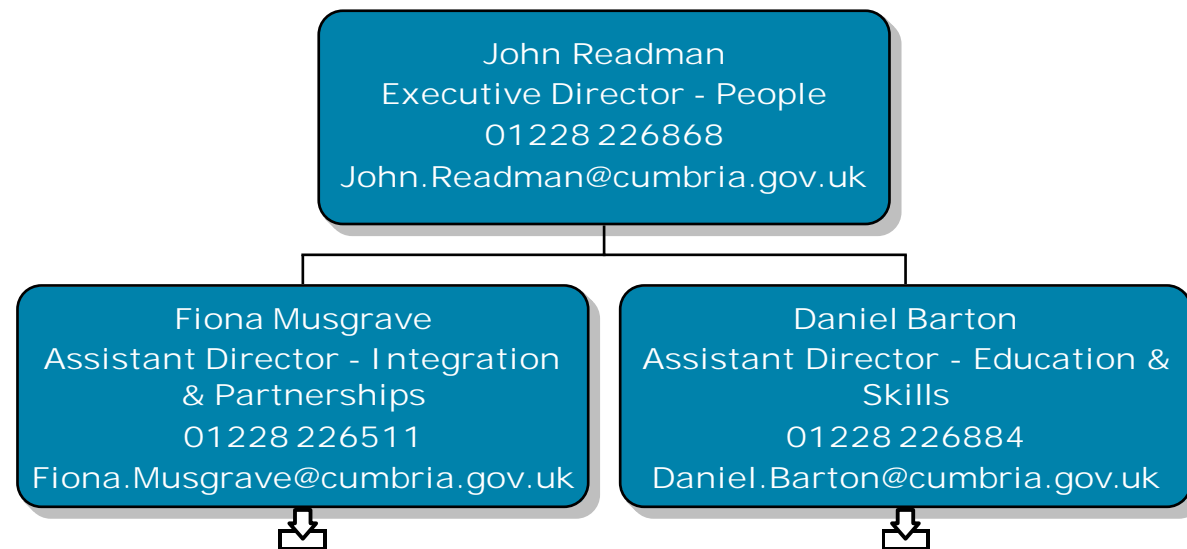 John Readman
Executive Director - People
01228 226868
John.Readman@cumbria.gov.uk
Fiona Musgrave
Assistant Director - Integration
& Partnerships
01228 226511
Fiona.Musgrave@cumbria.gov.uk
Daniel Barton
Assistant Director - Education &
Skills
01228 226884
Daniel.Barton@cumbria.gov.uk